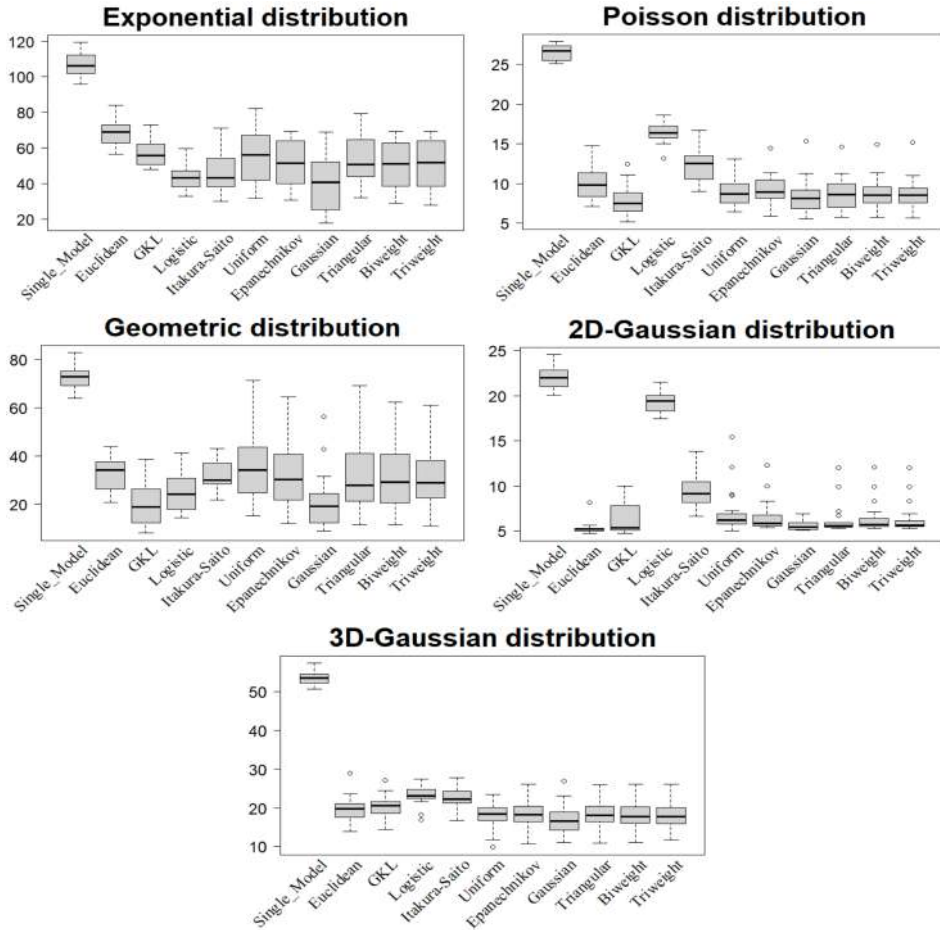 Exponential distribution
120
100
80
60
40
20
Single_Model
Euclidean
GKL
Logistic
Itakura-Saito
Uniform
Epanechnikov
Gaussian
Triangular
Biweight
Triweight
Poisson distribution
25
20
15
10
5
Single_Model
Euclidean
GKL
Logistic
Itakura-Saito
Uniform
Epanechnikov
Gaussian
Triangular
Biweight
Triweight
Geometric distribution
80
60
40
20
Single_Model
Euclidean
GKL
Logistic
Itakura-Saito
Uniform
Epanechnikov
Gaussian
Triangular
Biweight
Triweight
2D-Gaussian distribution
25
20
15
10
5
Single_Model
Euclidean
GKL
Logistic
Itakura-Saito
Uniform
Epanechnikov
Gaussian
Triangular
Biweight
Triweight
3D-Gaussian distribution
50
40
30
20
10
Single_Model
Euclidean
GKL
Logistic
Itakura-Saito
Uniform
Epanechnikov
Gaussian
Triangular
Biweight
Triweight